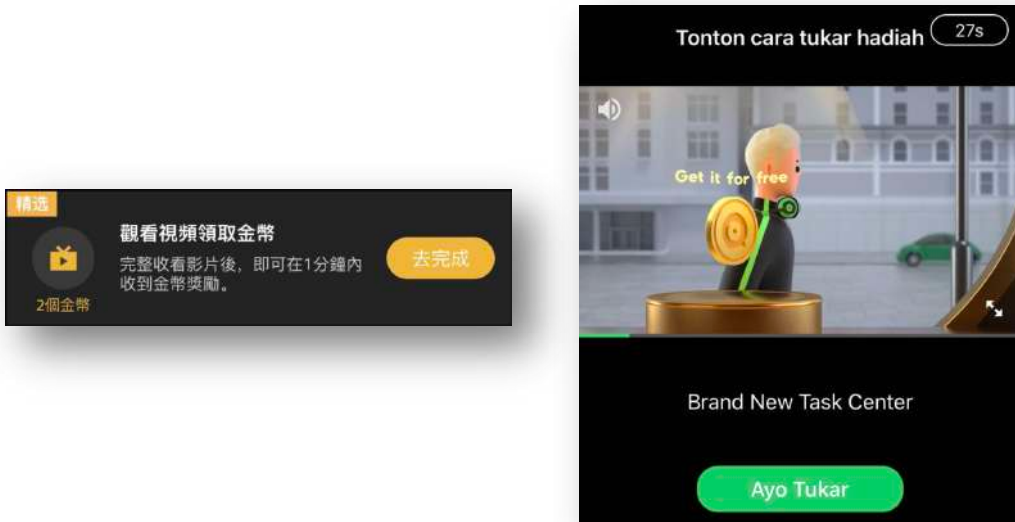 精选
觀看視頻領取金幣
完整收看影片後，即可在1分鐘內
收到金幣獎勵。
去完成
2個金幣
Tonton cara tukar hadiah
27s
Get it for free
Brand New Task Center
Ayo Tukar